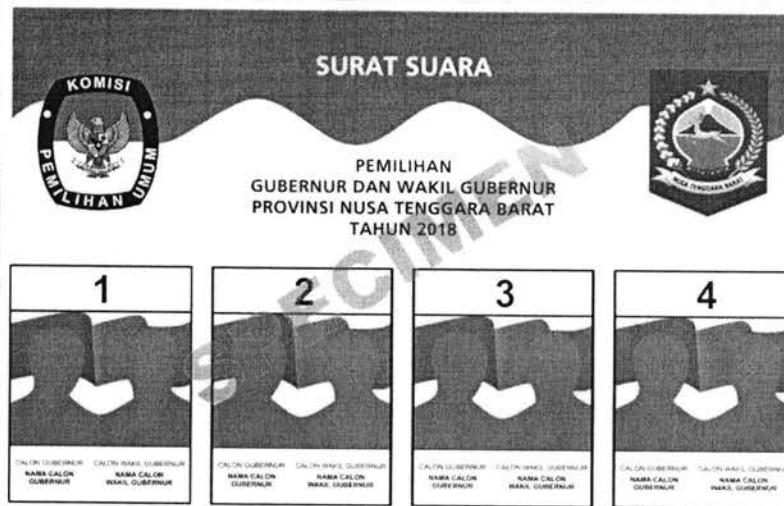 SURAT SUARA
KOMISI
PEMILIHAN UMUM
NUSA TENGGARA BARAT
PEMILIHAN
GUBERNUR DAN WAKIL GUBERNUR
PROVINSI NUSA TENGGARA BARAT
TAHUN 2018
SPECIMEN
1
2
3
4
CALON GUBERNUR CALON WAKIL GUBERNUR
NAMA CALON GUBERNUR NAMA CALON WAKIL GUBERNUR
CALON GUBERNUR CALON WAKIL GUBERNUR
NAMA CALON GUBERNUR NAMA CALON WAKIL GUBERNUR
CALON GUBERNUR CALON WAKIL GUBERNUR
NAMA CALON GUBERNUR NAMA CALON WAKIL GUBERNUR
CALON GUBERNUR CALON WAKIL GUBERNUR
NAMA CALON GUBERNUR NAMA CALON WAKIL GUBERNUR